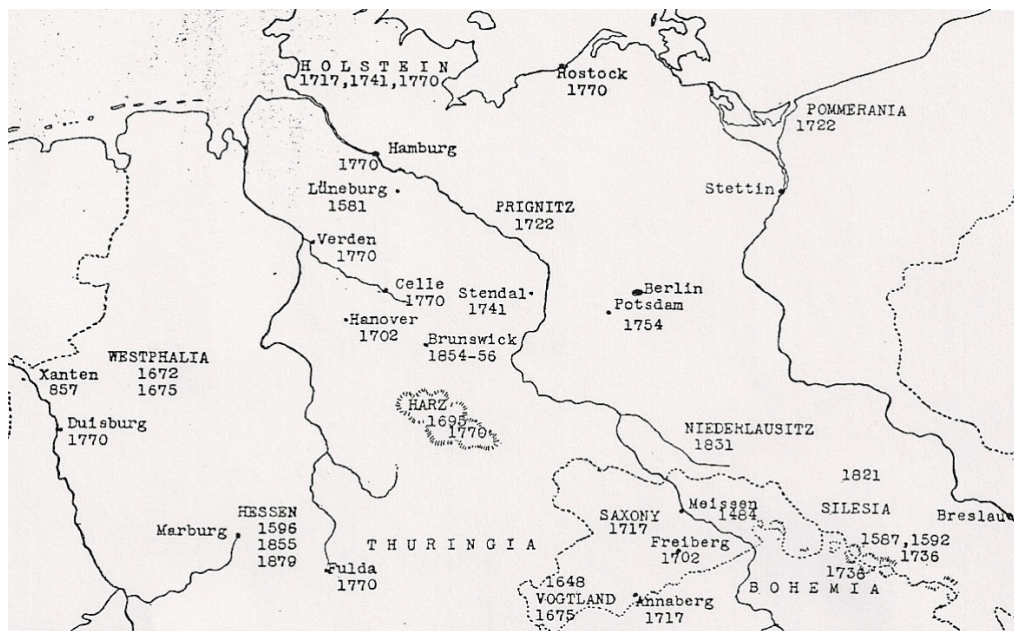 HOLSTEIN
1717,1741,1770
Rostock
1770
POMMERANIA
1722
Hamburg
1770
Lüneburg
1581
Stettin
PRIGNITZ
1722
Verden
1770
Celle
1770
Stendal
1741
Berlin
Potsdam
1754
Hanover
1702
Brunswick
1854-56
WESTPHALIA
1672
1675
Xanten
857
HARZ
1695
1770
Duisburg
1770
NIEDERLAUSITZ
1831
1821
SILESIA
Breslau
Meissen
1484
SAXONY
1717
HESSEN
1596
1855
1879
Marburg
1587,1592
1736
Freiberg
1702
THURINGIA
1736
BOHEMIA
Fulda
1770
1648
VOGTLAND
1675
Annaberg
1717